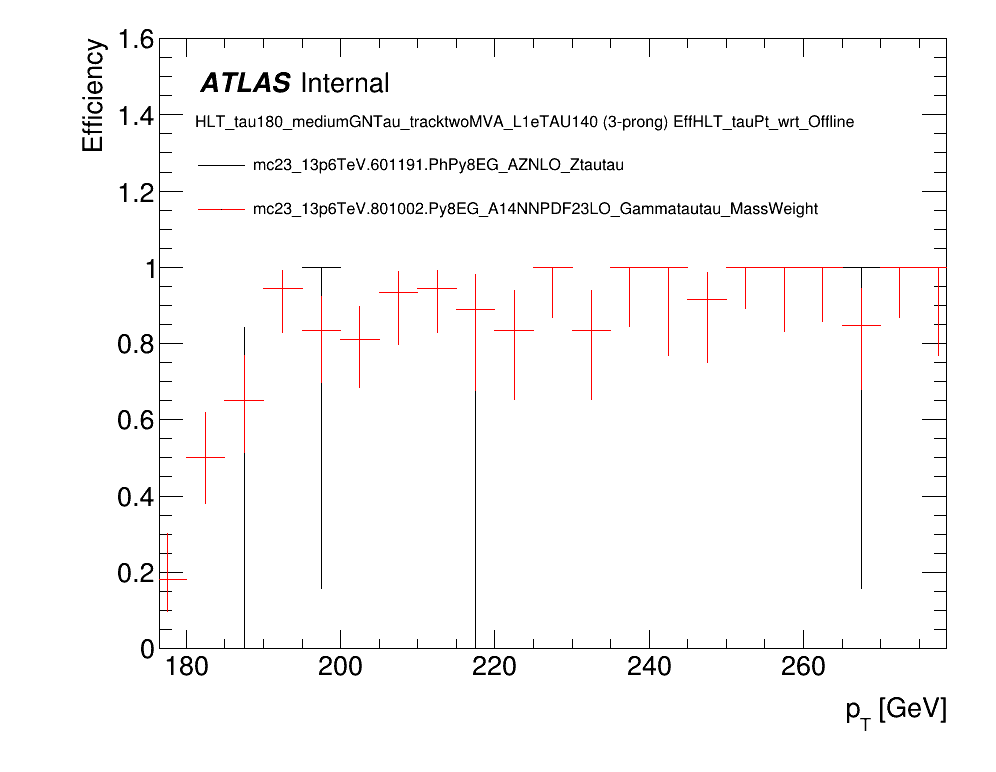 1.6
1.4
1.2
1
0.8
0.6
0.4
0.2
0
Efficiency
ATLAS Internal
HLT_tau180_mediumGNTau_tracktwoMVA_L1eTAU140 (3-prong) EffHLT_tauPt_wrt_Offline
mc23_13p6TeV.601191.PhPy8EG_AZNLO_Ztautau
mc23_13p6TeV.801002.Py8EG_A14NNPDF23LO_Gammatautau_MassWeight
180 200 220 240 260
p_T [GeV]